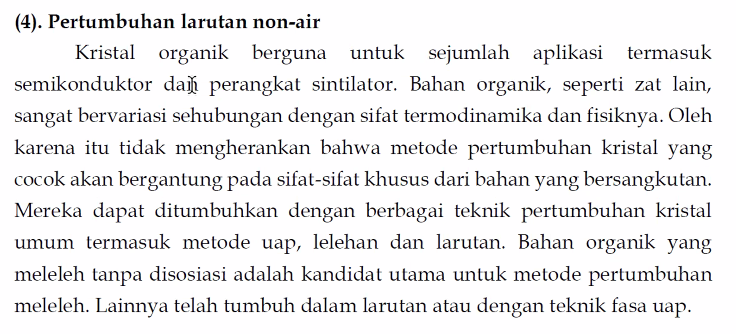 (4). Pertumbuhan larutan non-air
Kristal organik berguna untuk sejumlah aplikasi termasuk
semikonduktor dan perangkat sintilator. Bahan organik, seperti zat lain,
sangat bervariasi sehubungan dengan sifat termodinamika dan fisiknya. Oleh
karena itu tidak mengherankan bahwa metode pertumbuhan kristal yang
cocok akan bergantung pada sifat-sifat khusus dari bahan yang bersangkutan.
Mereka dapat ditumbuhkan dengan berbagai teknik pertumbuhan kristal
umum termasuk metode uap, lelehan dan larutan. Bahan organik yang
meleleh tanpa disosiasi adalah kandidat utama untuk metode pertumbuhan
meleleh. Lainnya telah tumbuh dalam larutan atau dengan teknik fasa uap.